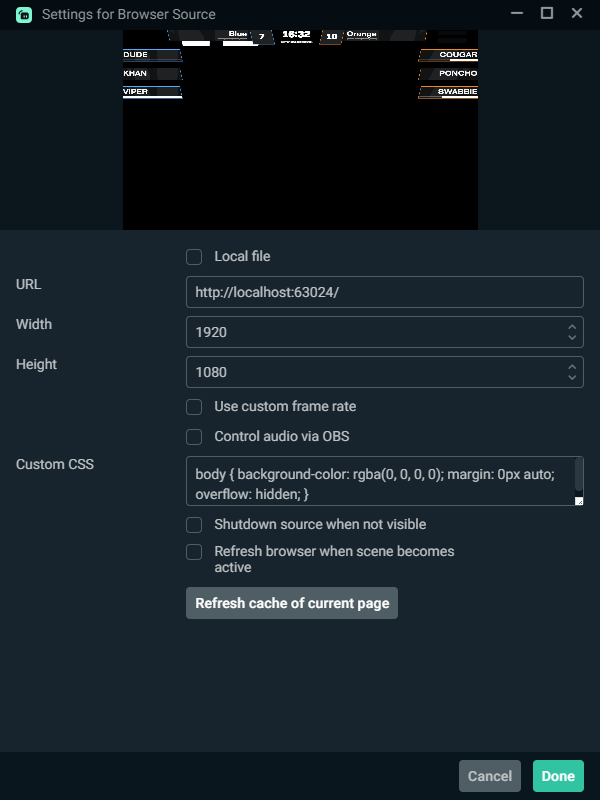 Settings for Browser Source
Blue 7 16:32 10 Orange
DUDE COUGAR
KHAN PONCHO
VIPER SWABBIE
Local file
URL http://localhost:63024/
Width 1920
Height 1080
Use custom frame rate
Control audio via OBS
Custom CSS body { background-color: rgba(0, 0, 0, 0); margin: 0px auto;
overflow: hidden; }
Shutdown source when not visible
Refresh browser when scene becomes
active
Refresh cache of current page
Cancel Done